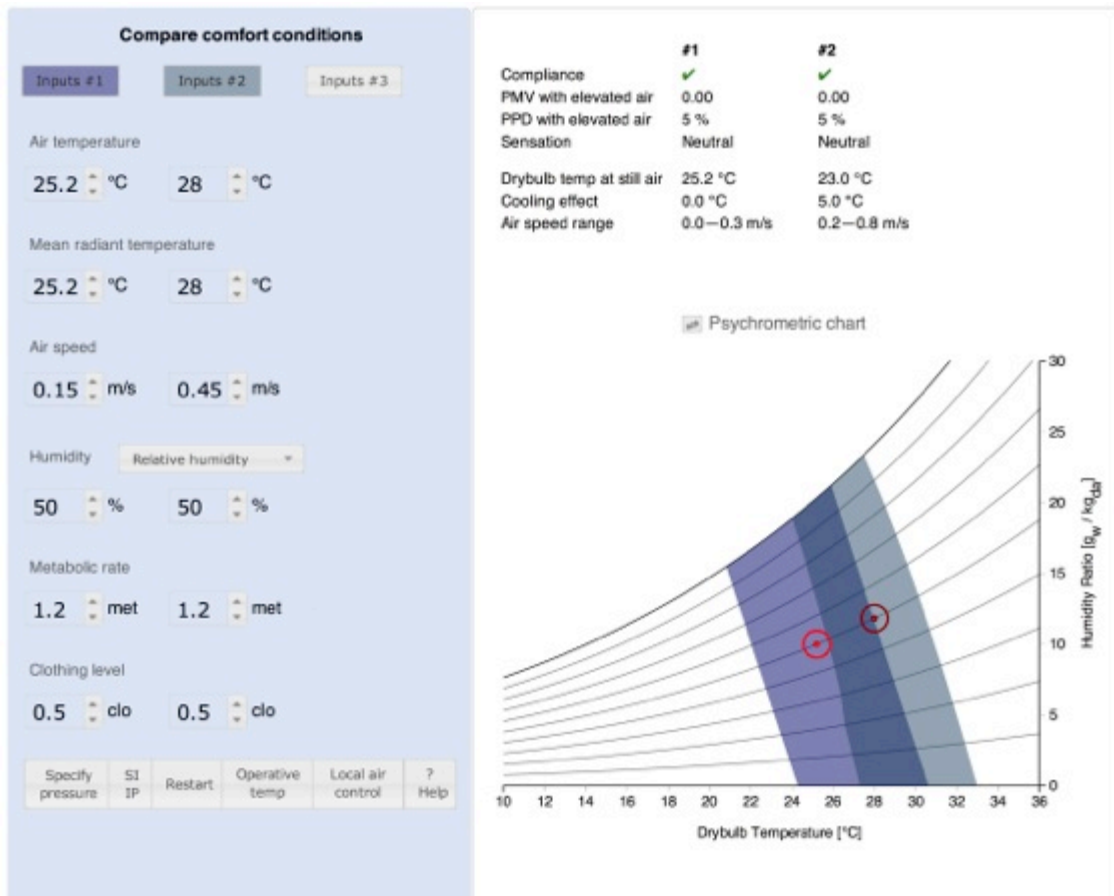 Compare comfort conditions
Inputs #1 Inputs #2 Inputs #3
Air temperature
25.2 °C 28 °C
Mean radiant temperature
25.2 °C 28 °C
Air speed
0.15 m/s 0.45 m/s
Humidity Relative humidity
50 % 50 %
Metabolic rate
1.2 met 1.2 met
Clothing level
0.5 clo 0.5 clo
Specify pressure SI IP Restart Operative temp Local air control ? Help
#1 #2
Compliance ✔ ✔
PMV with elevated air 0.00 0.00
PPD with elevated air 5 % 5 %
Sensation Neutral Neutral
Drybulb temp at still air 25.2 °C 23.0 °C
Cooling effect 0.0 °C 5.0 °C
Air speed range 0.0—0.3 m/s 0.2—0.8 m/s
Psychrometric chart
30
25
20
15
10
5
0
Humidity Ratio [gw / kgda]
10 12 14 16 18 20 22 24 26 28 30 32 34 36
Drybulb Temperature [°C]